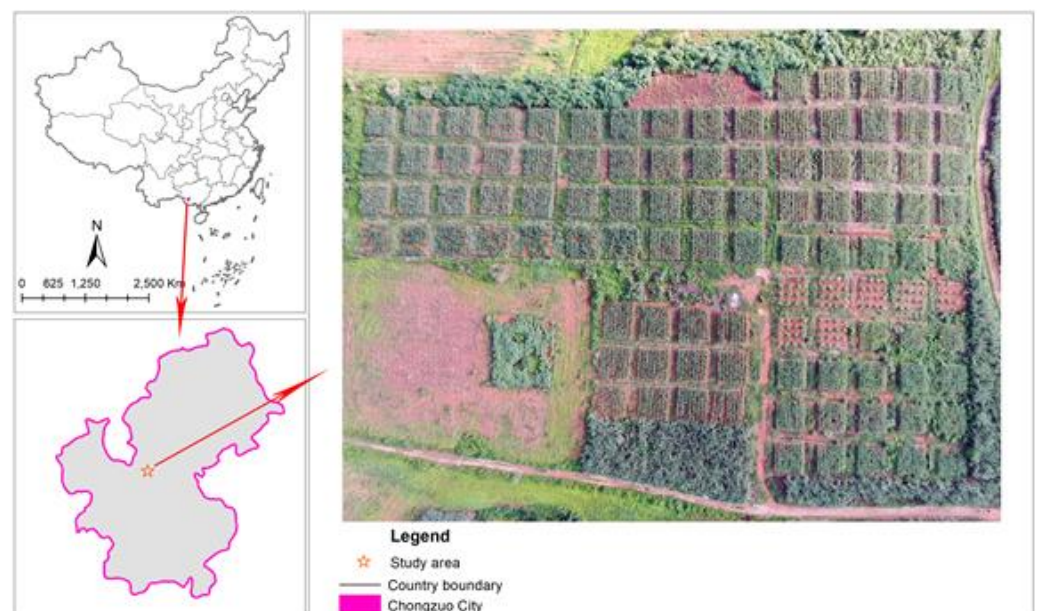 N
0 625 1,250 2,500 Km
Legend
Study area
Country boundary
Chongzuo City